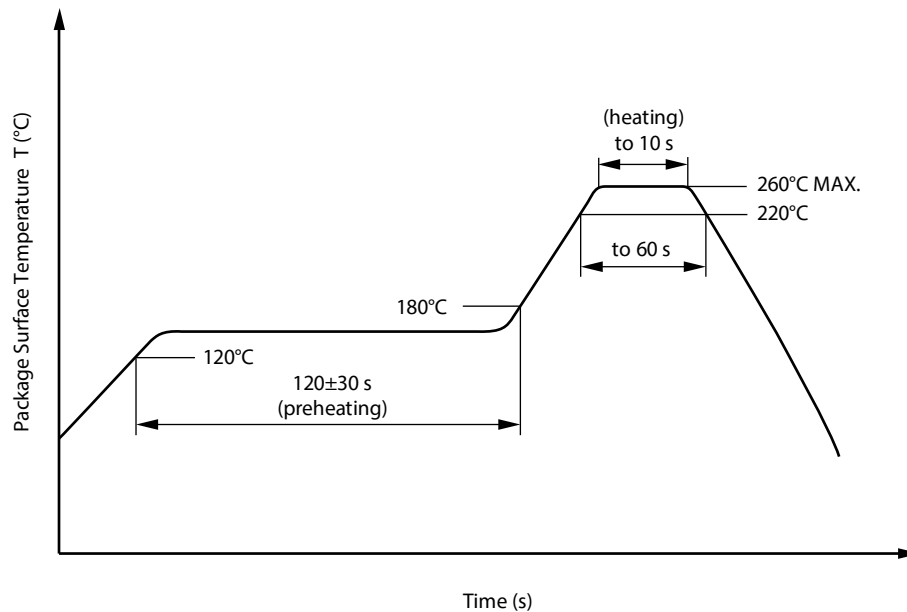 Package Surface Temperature T (°C)
(heating)
to 10 s
260°C MAX.
220°C
to 60 s
180°C
120°C
120±30 s
(preheating)
Time (s)